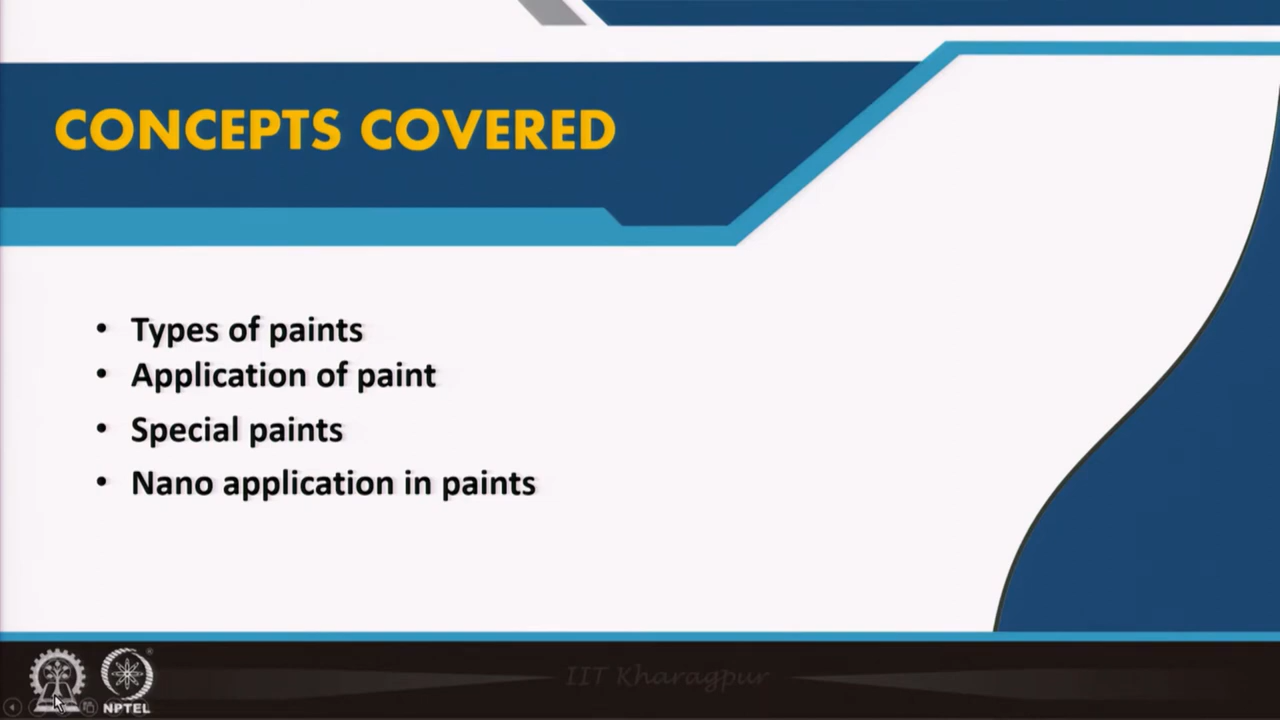 CONCEPTS COVERED
• Types of paints
• Application of paint
• Special paints
• Nano application in paints
IIT Kharagpur
NPTEL